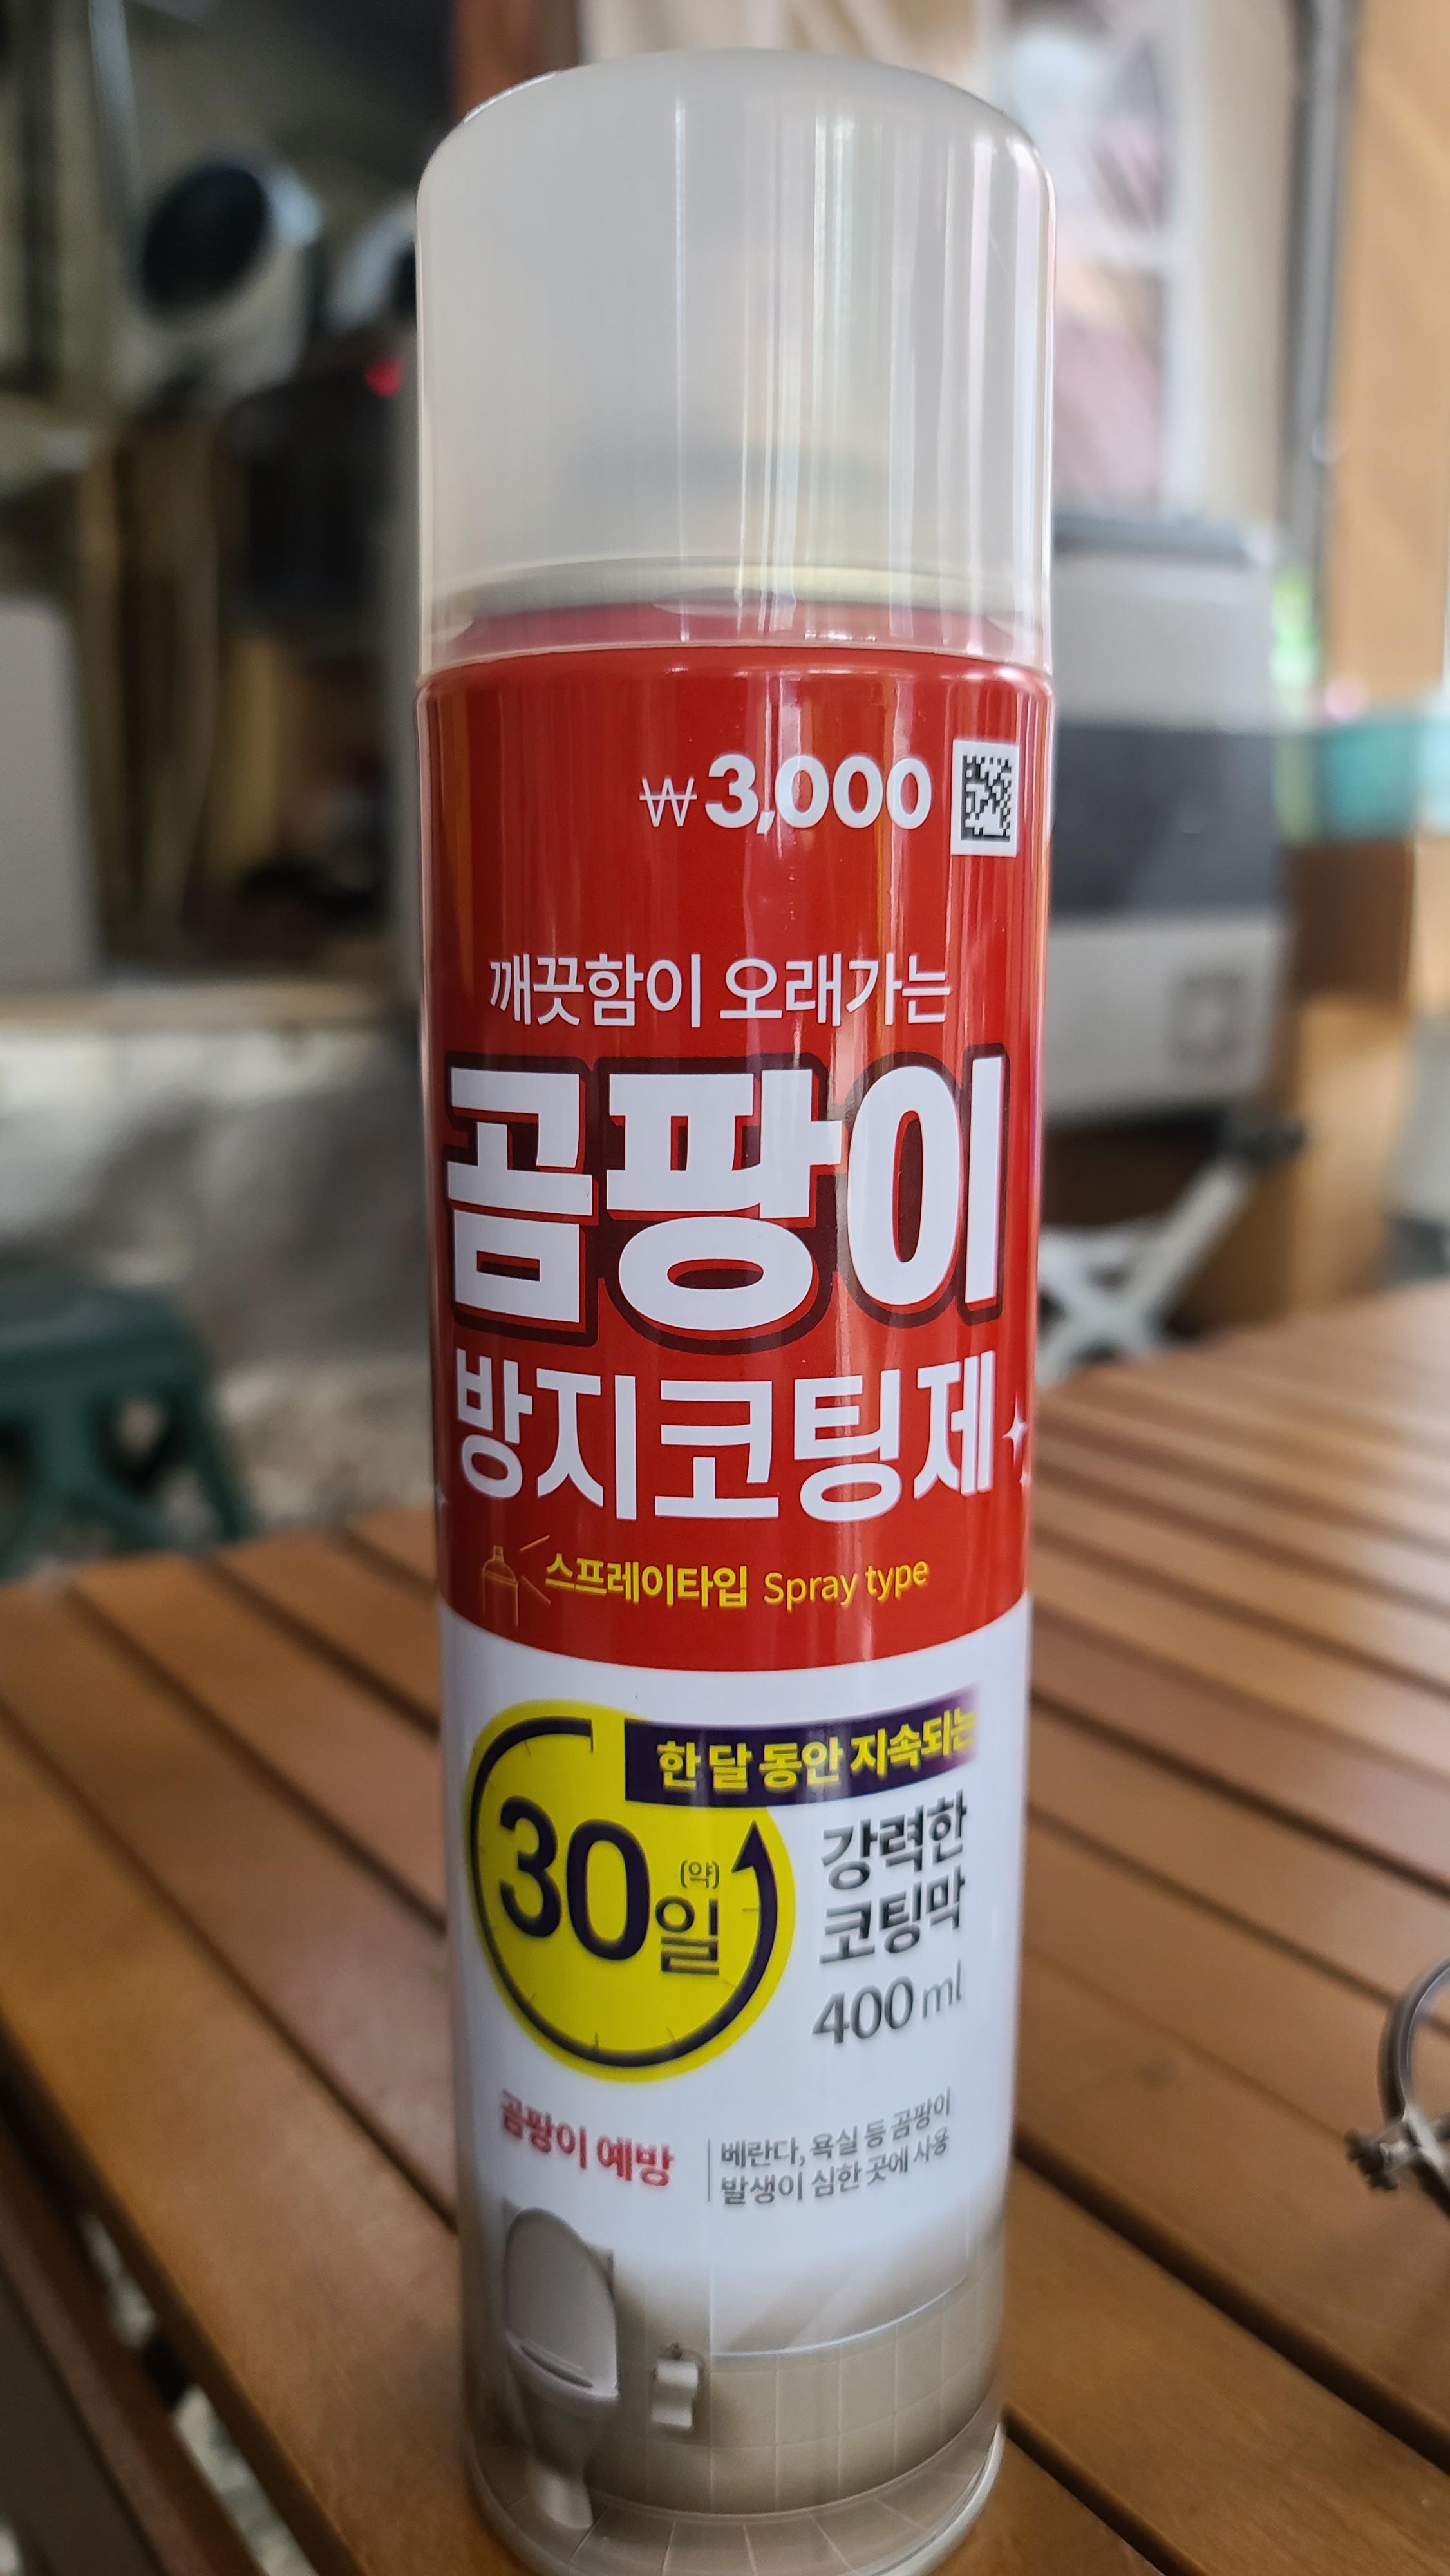 ₩3,000
깨끗함이 오래가는
곰팡이
방지코팅제
스프레이타입 Spray type
한 달 동안 지속되는
30일
(약)
강력한
코팅막
400ml
곰팡이 예방
베란다, 욕실 등 곰팡이
발생이 심한 곳에 사용